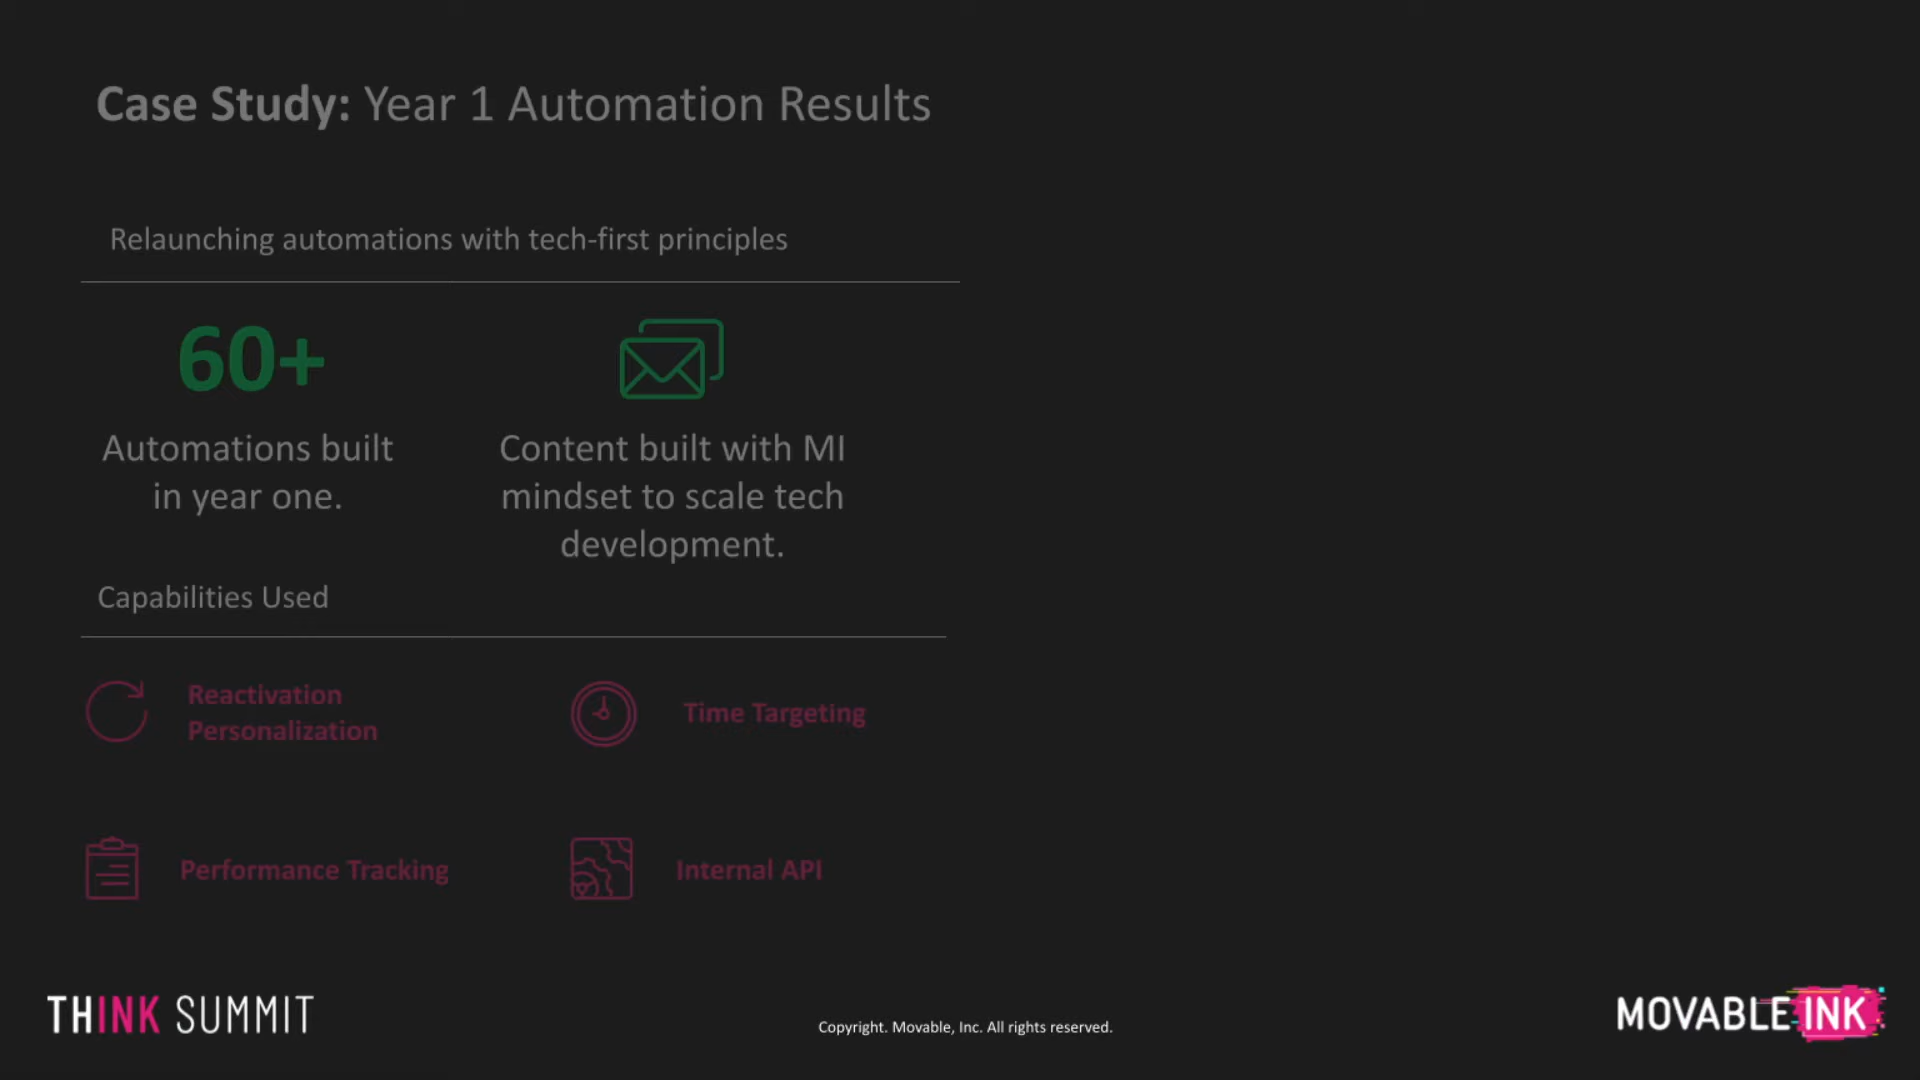 Case Study: Year 1 Automation Results
Relaunching automations with tech-first principles
60+
Automations built
in year one.
Content built with MI
mindset to scale tech
development.
Capabilities Used
Reactivation
Personalization
Time Targeting
Performance Tracking
Internal API
THINK SUMMIT
Copyright. Movable, Inc. All rights reserved.
MOVABLE INK